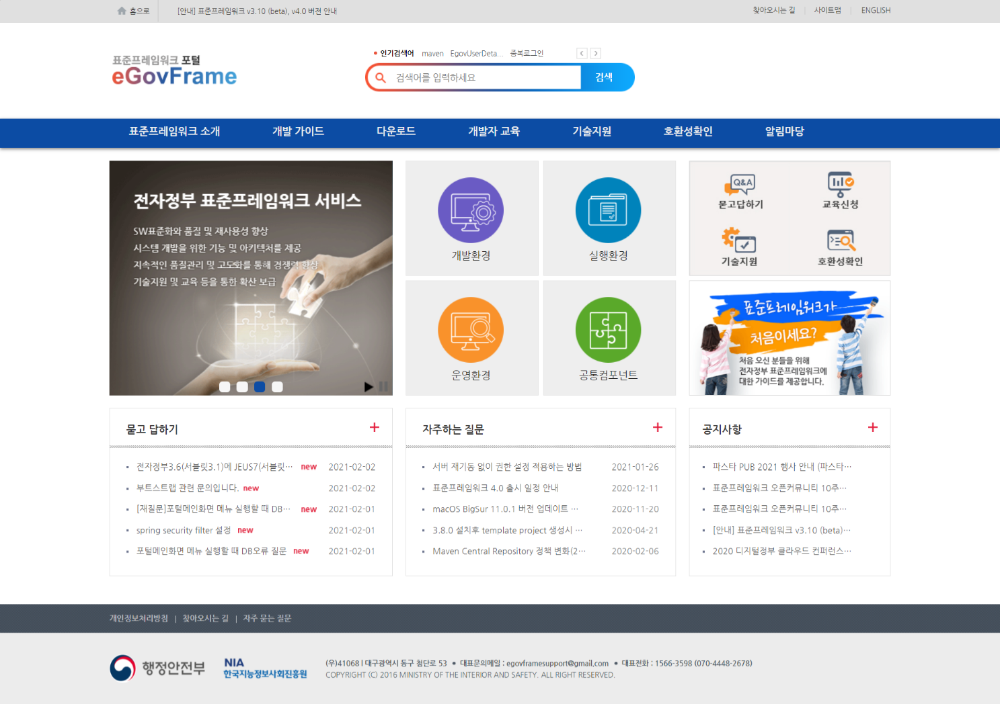 홈으로
[안내] 표준프레임워크 v3.10 (beta), v4.0 버전 안내
찾아오시는 길 | 사이트맵 | ENGLISH
표준프레임워크 포털
eGovFrame
인기검색어 maven EgovUserDeta... 중복로그인
검색어를 입력하세요
검색
표준프레임워크 소개 개발 가이드 다운로드 개발자 교육 기술지원 호환성확인 알림마당
전자정부 표준프레임워크 서비스
SW표준화와 품질 및 재사용성 향상
시스템 개발을 위한 기능 및 아키텍처를 제공
지속적인 품질관리 및 고도화를 통해 경쟁력 향상
기술지원 및 교육 등을 통한 확산 보급
개발환경
실행환경
운영환경
공통컴포넌트
Q&A
묻고답하기
교육신청
기술지원
호환성확인
표준프레임워크가
처음이세요?
처음 오신 분들을 위해
전자정부 표준프레임워크에
대한 가이드를 제공합니다.
묻고 답하기
전자정부3.6(서블릿3.1)에 JEUS7(서블릿··· new 2021-02-02
부트스트랩 관련 문의입니다. new 2021-02-02
[재질문]포털메인화면 메뉴 실행할 때 DB··· new 2021-02-01
spring security filter 설정 new 2021-02-01
포털메인화면 메뉴 실행할 때 DB오류 질문 new 2021-02-01
자주하는 질문
서버 재기동 없이 권한 설정 적용하는 방법 2021-01-26
표준프레임워크 4.0 출시 일정 안내 2020-12-11
macOS BigSur 11.0.1 버전 업데이트 ··· 2020-11-20
3.8.0 설치후 template project 생성시 ··· 2020-04-21
Maven Central Repository 정책 변화(2··· 2020-02-06
공지사항
파스타 PUB 2021 행사 안내 (파스타···
표준프레임워크 오픈커뮤니티 10주···
표준프레임워크 오픈커뮤니티 10주···
[안내] 표준프레임워크 v3.10 (beta)···
2020 디지털정부 클라우드 컨퍼런스···
개인정보처리방침 | 찾아오시는 길 | 자주 묻는 질문
행정안전부
NIA
한국지능정보사회진흥원
(우)41068 | 대구광역시 동구 첨단로 53 ● 대표문의메일 : egovframesupport@gmail.com ● 대표전화 : 1566-3598 (070-4448-2678)
COPYRIGHT (C) 2016 MINISTRY OF THE INTERIOR AND SAFETY. ALL RIGHT RESERVED.